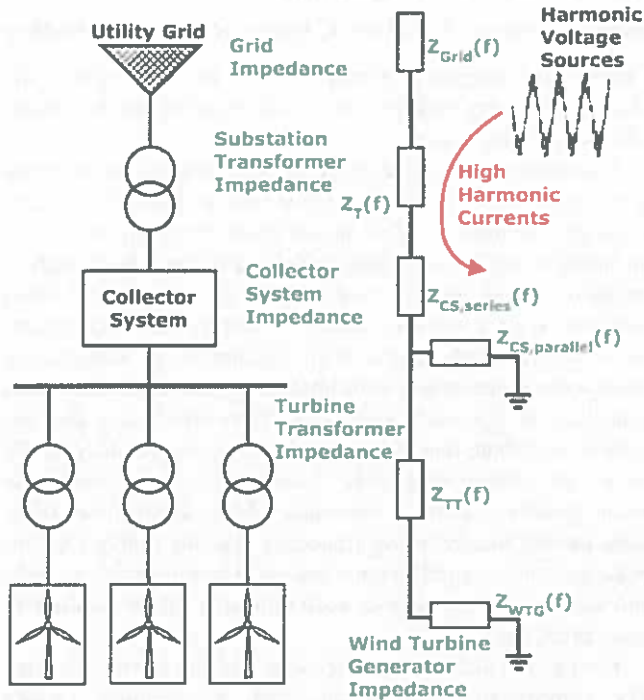 Utility Grid
Grid
Impedance
Z_Grid(f)
Harmonic
Voltage
Sources
Substation
Transformer
Impedance
Z_T(f)
High
Harmonic
Currents
Collector
System
Collector
System
Impedance
Z_CS,series(f)
Z_CS,parallel(f)
Turbine
Transformer
Impedance
Z_TT(f)
Z_WTG(f)
Wind Turbine
Generator
Impedance